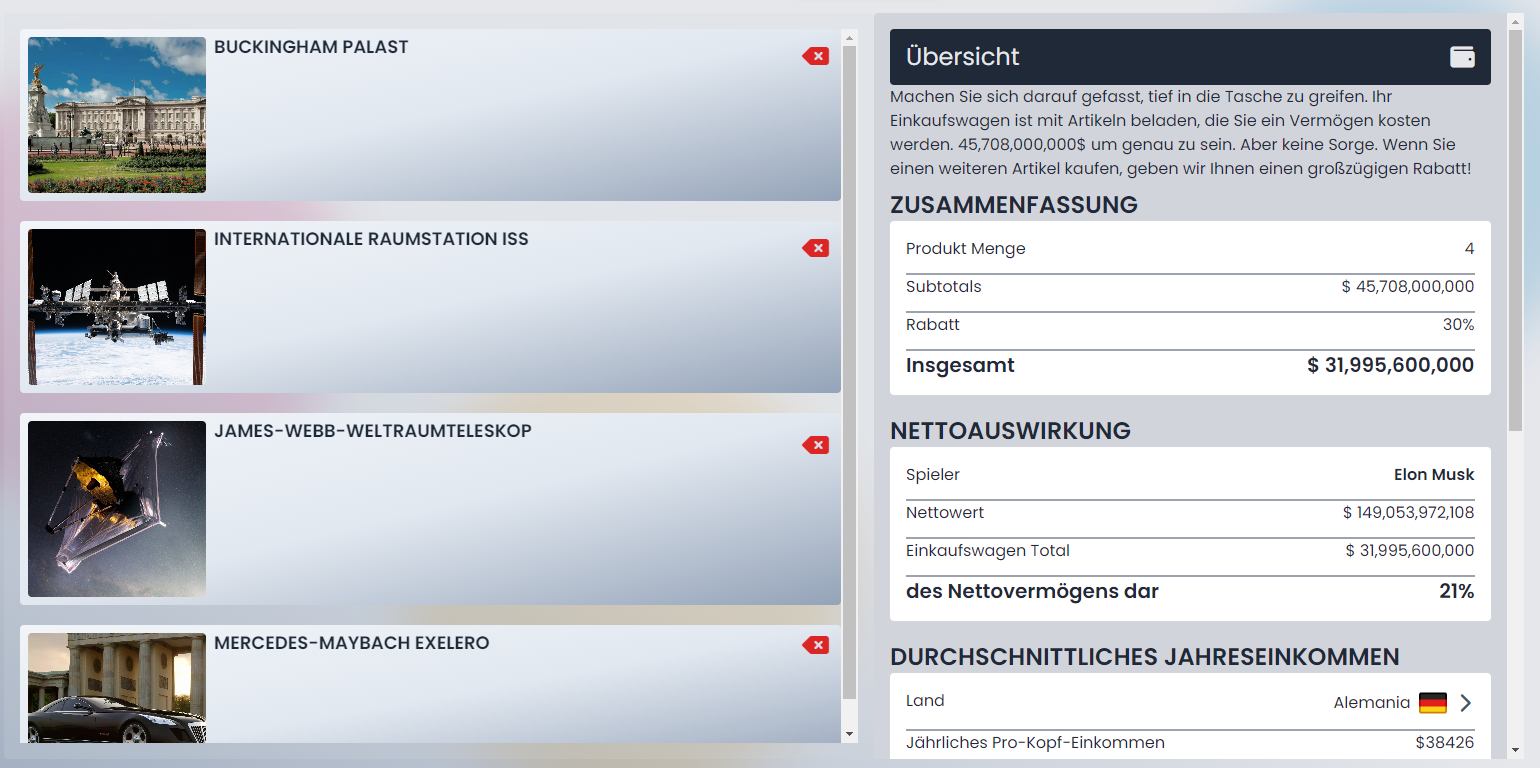 BUCKINGHAM PALAST
INTERNATIONALE RAUMSTATION ISS
JAMES-WEBB-WELTRAUMTELESKOP
MERCEDES-MAYBACH EXELERO
Übersicht
Machen Sie sich darauf gefasst, tief in die Tasche zu greifen. Ihr
Einkaufswagen ist mit Artikeln beladen, die Sie ein Vermögen kosten
werden. 45,708,000,000$ um genau zu sein. Aber keine Sorge. Wenn Sie
einen weiteren Artikel kaufen, geben wir Ihnen einen großzügigen Rabatt!
ZUSAMMENFASSUNG
Produkt Menge 4
Subtotals $ 45,708,000,000
Rabatt 30%
Insgesamt $ 31,995,600,000
NETTOAUSWIRKUNG
Spieler Elon Musk
Nettowert $ 149,053,972,108
Einkaufswagen Total $ 31,995,600,000
des Nettovermögens dar 21%
DURCHSCHNITTLICHES JAHRESEINKOMMEN
Land Alemania
Jährliches Pro-Kopf-Einkommen $38426